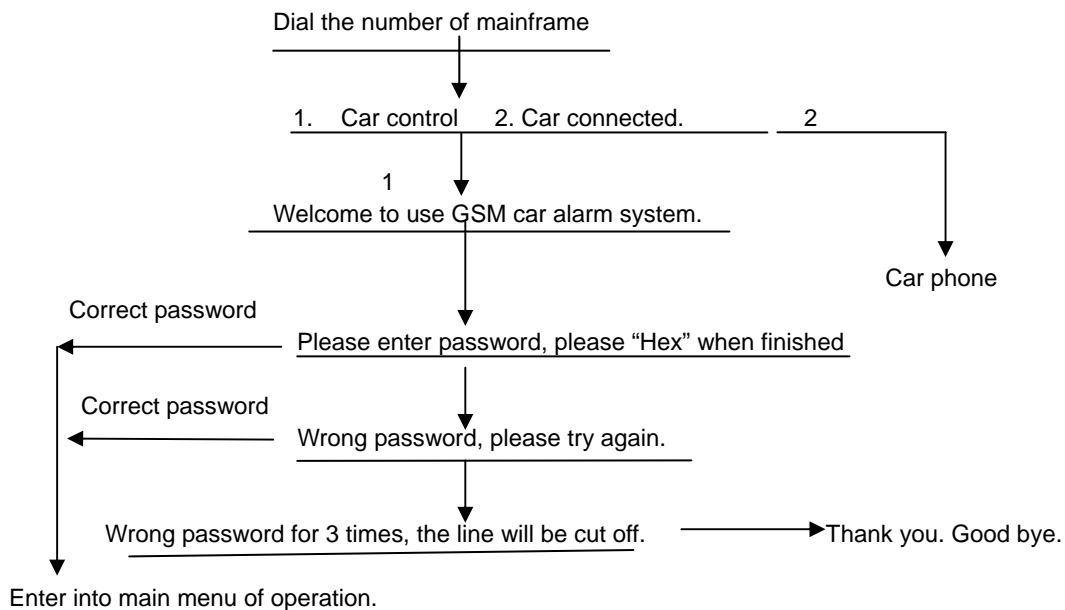 Dial the number of mainframe
1. Car control 2. Car connected. 2
1
Welcome to use GSM car alarm system.
Car phone
Correct password
Please enter password, please “Hex” when finished
Correct password
Wrong password, please try again.
Wrong password for 3 times, the line will be cut off. Thank you. Good bye.
Enter into main menu of operation.